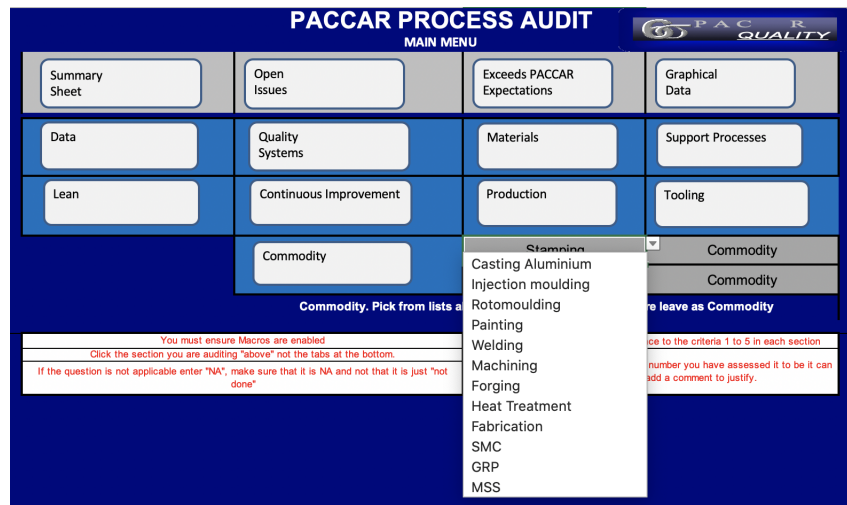 PACCAR PROCESS AUDIT
MAIN MENU
PAC R
QUALITY
Summary
Sheet
Open
Issues
Exceeds PACCAR
Expectations
Graphical
Data
Data
Quality
Systems
Materials
Support Processes
Lean
Continuous Improvement
Production
Tooling
Commodity
Stamping
Commodity
Commodity
Casting Aluminium
Injection moulding
Rotomoulding
Painting
Welding
Machining
Forging
Heat Treatment
Fabrication
SMC
GRP
MSS
Commodity. Pick from lists a
re leave as Commodity
You must ensure Macros are enabled
Click the section you are auditing "above" not the tabs at the bottom.
If the question is not applicable enter "NA", make sure that it is NA and not that it is just "not
done"
ce to the criteria 1 to 5 in each section
number you have assessed it to be it can
add a comment to justify.